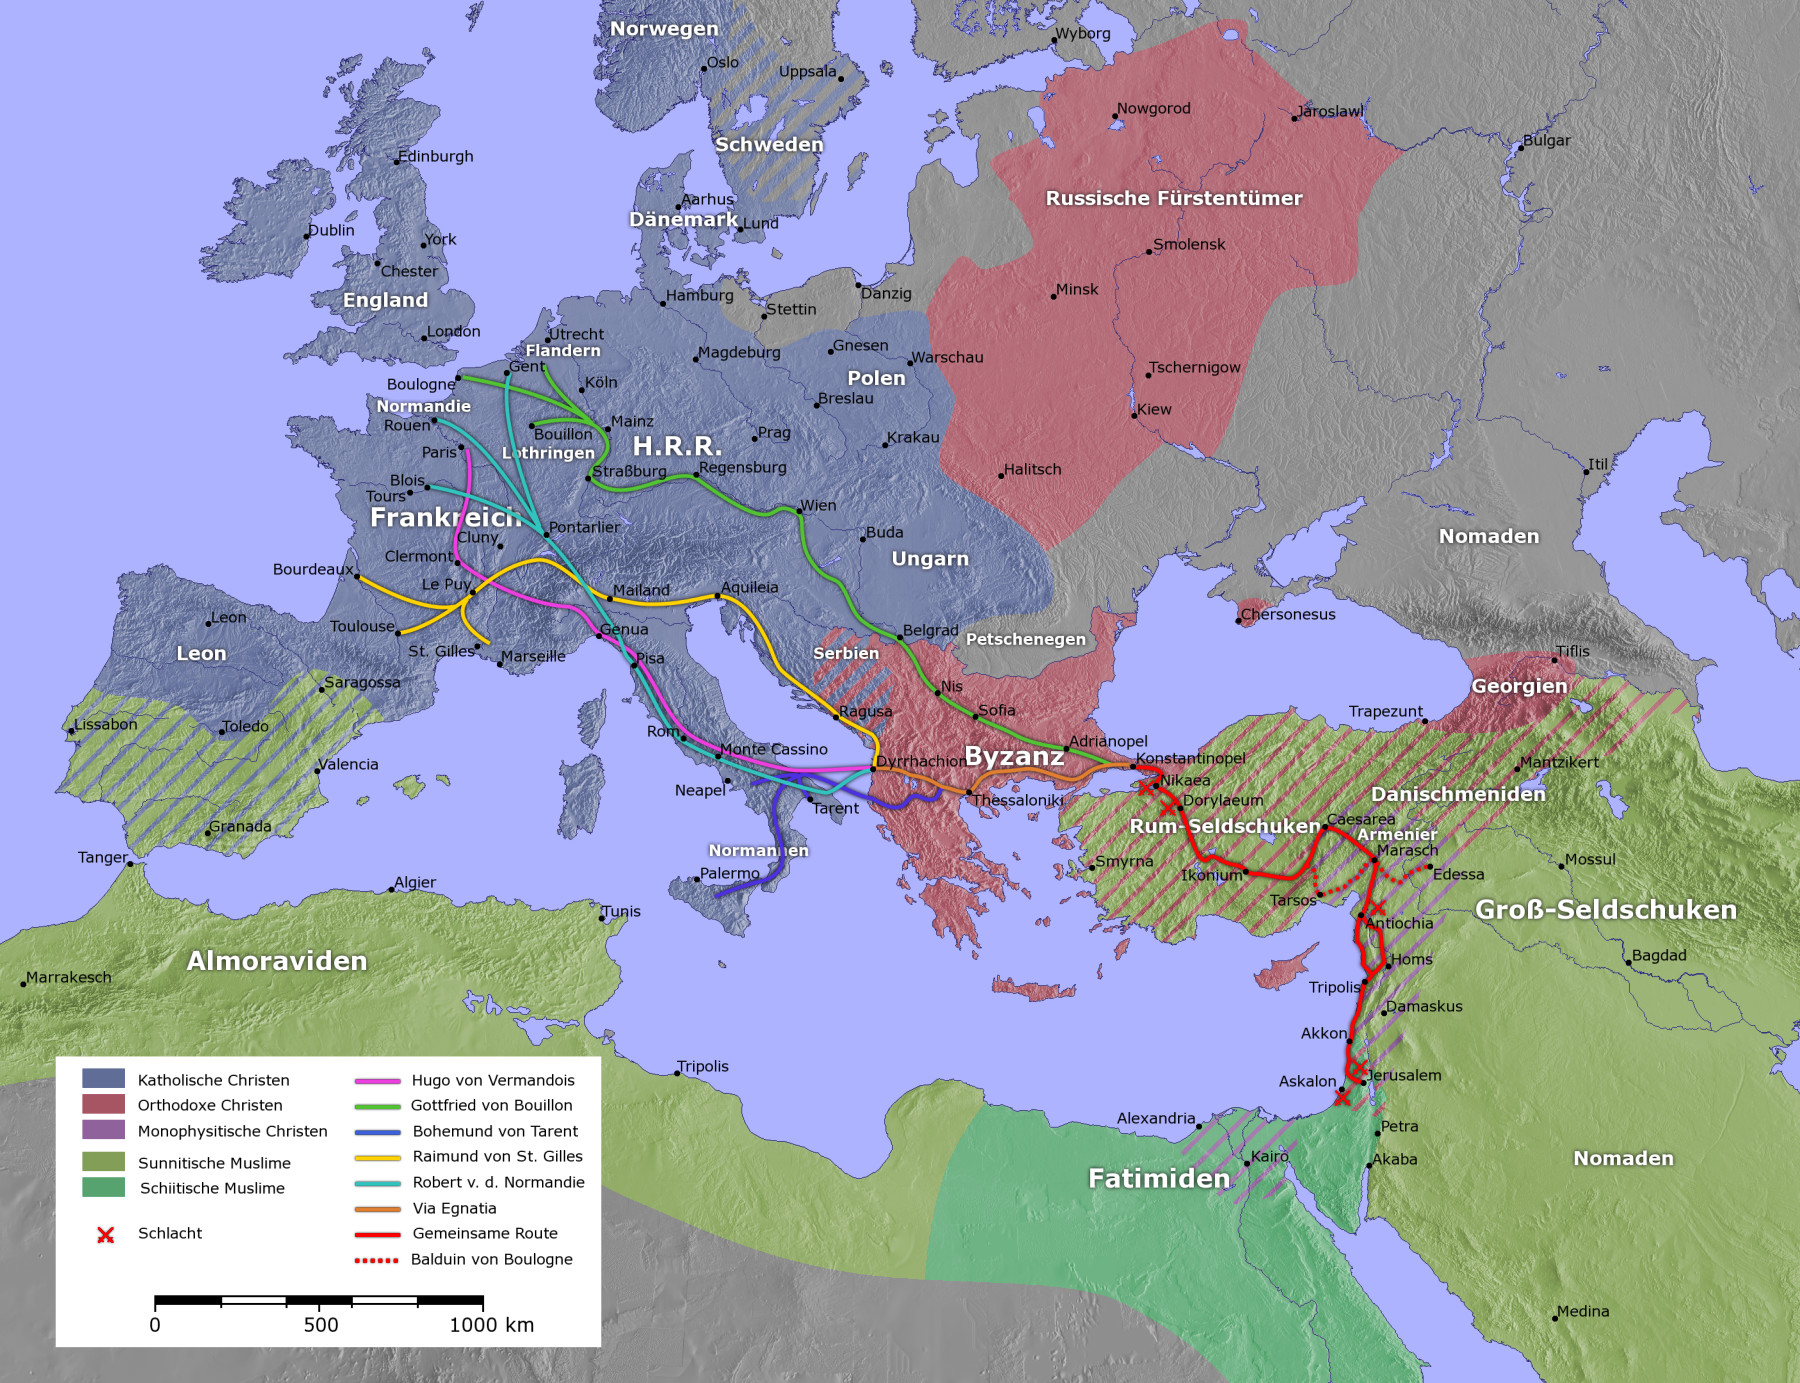 Norwegen
Wyborg
Oslo
Uppsala
Nowgorod
Jaroslawl
Bulgar
Schweden
Edinburgh
Russische Fürstentümer
Aarhus
Dänemark
Lund
Dublin
York
Smolensk
Chester
England
Hamburg
Danzig
Minsk
Stettin
London
Utrecht
Flandern
Gnesen
Magdeburg
Warschau
Gent
Tschernigow
Boulogne
Köln
Polen
Normandie
Breslau
Kiew
Rouen
Mainz
Bouillon
Prag
Krakau
H.R.R.
Paris
Lothringen
Straßburg
Regensburg
Halitsch
Itil
Blois
Tours
Wien
Frankreich
Pontarlier
Buda
Cluny
Nomaden
Clermont
Ungarn
Bourdeaux
Le Puy
Mailand
Aquileia
Leon
Chersonesus
Toulouse
Genua
Belgrad
Petschenegen
Leon
St. Gilles
Marseille
Pisa
Serbien
Tiflis
Saragossa
Nis
Georgien
Lissabon
Toledo
Ragusa
Sofia
Trapezunt
Rom
Monte Cassino
Adrianopel
Valencia
Dyrrhachion
Byzanz
Konstantinopel
Mantzikert
Neapel
Nikaea
Tarent
Thessaloniki
Dorylaeum
Danischmeniden
Granada
Rum-Seldschuken
Caesarea
Armenier
Tanger
Normannen
Marasch
Smyrna
Mossul
Palermo
Ikonium
Edessa
Algier
Tarsos
Tunis
Antiochia
Groß-Seldschuken
Almoraviden
Homs
Bagdad
Marrakesch
Tripolis
Damaskus
Akkon
Tripolis
Askalon
Jerusalem
Alexandria
Petra
Kairo
Akaba
Nomaden
Fatimiden
Medina
Katholische Christen
Orthodoxe Christen
Monophysitische Christen
Sunnitische Muslime
Schiitische Muslime
Schlacht
Hugo von Vermandois
Gottfried von Bouillon
Bohemund von Tarent
Raimund von St. Gilles
Robert v. d. Normandie
Via Egnatia
Gemeinsame Route
Balduin von Boulogne
0 500 1000 km